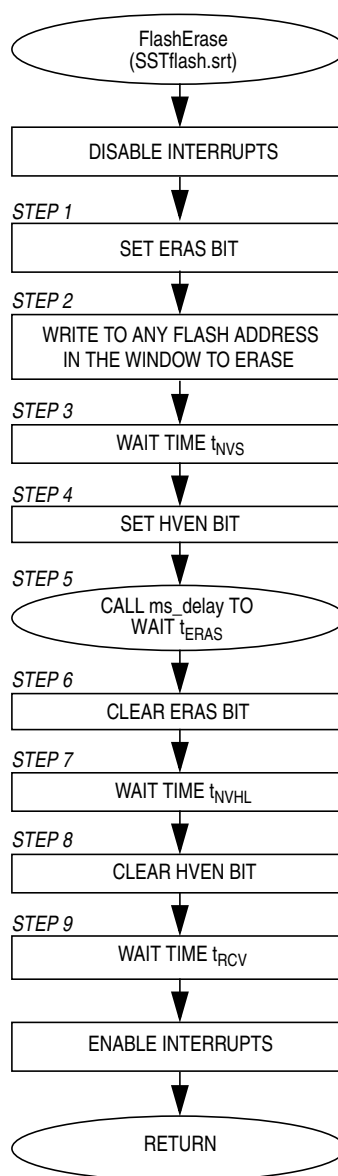 FlashErase
(SSTflash.srt)
DISABLE INTERRUPTS
STEP 1
SET ERAS BIT
STEP 2
WRITE TO ANY FLASH ADDRESS
IN THE WINDOW TO ERASE
STEP 3
WAIT TIME tNVS
STEP 4
SET HVEN BIT
STEP 5
CALL ms_delay TO
WAIT tERAS
STEP 6
CLEAR ERAS BIT
STEP 7
WAIT TIME tNVHL
STEP 8
CLEAR HVEN BIT
STEP 9
WAIT TIME tRCV
ENABLE INTERRUPTS
RETURN